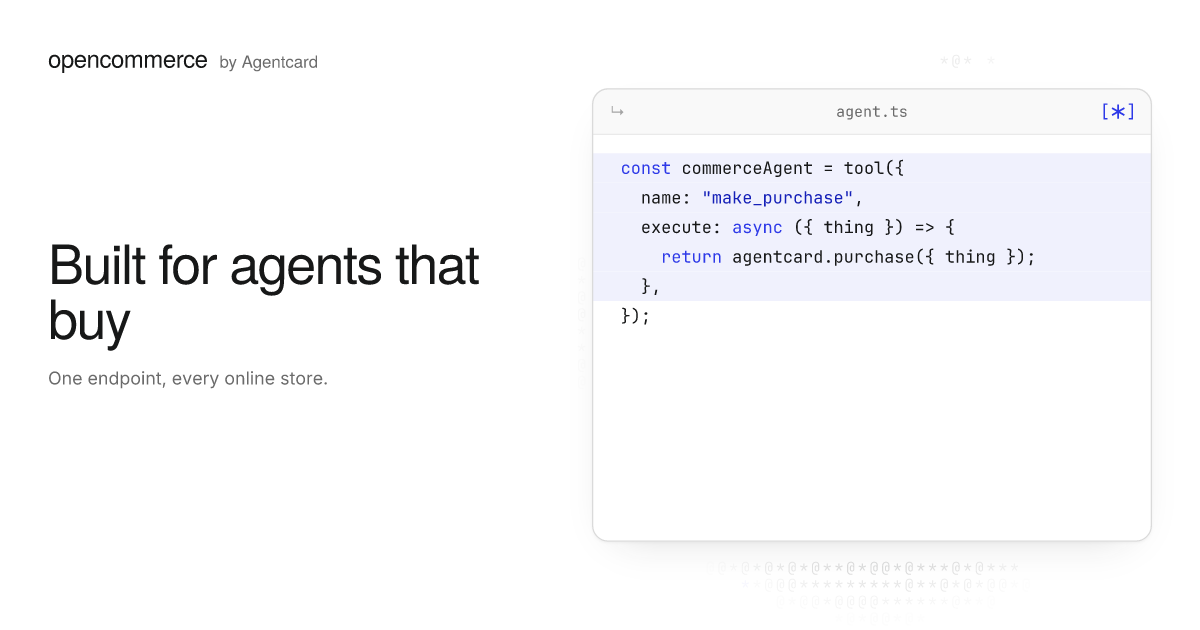 opencommerce by Agentcard
Built for agents that
buy
One endpoint, every online store.
*@* *
↳ agent.ts [*]
const commerceAgent = tool({
name: "make_purchase",
execute: async ({ thing }) => {
return agentcard.purchase({ thing });
},
});